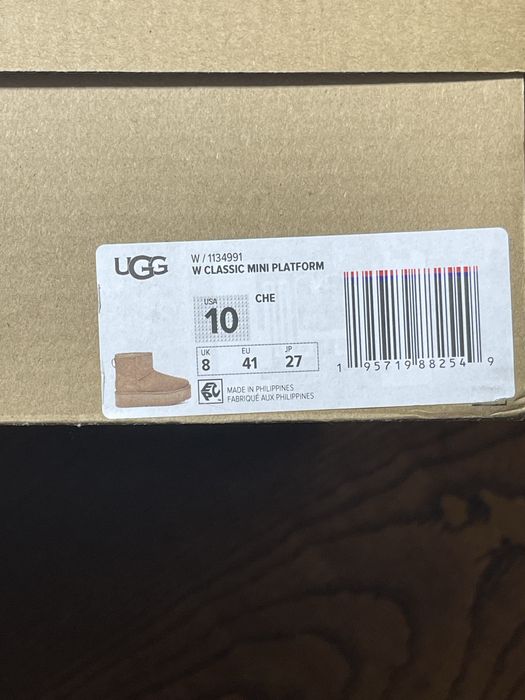 UGG
W / 1134991
W CLASSIC MINI PLATFORM
USA
10
CHE
UK EU JP
8 41 27
MADE IN PHILIPPINES
FABRIQUÉ AUX PHILIPPINES
1 95719 88254 9